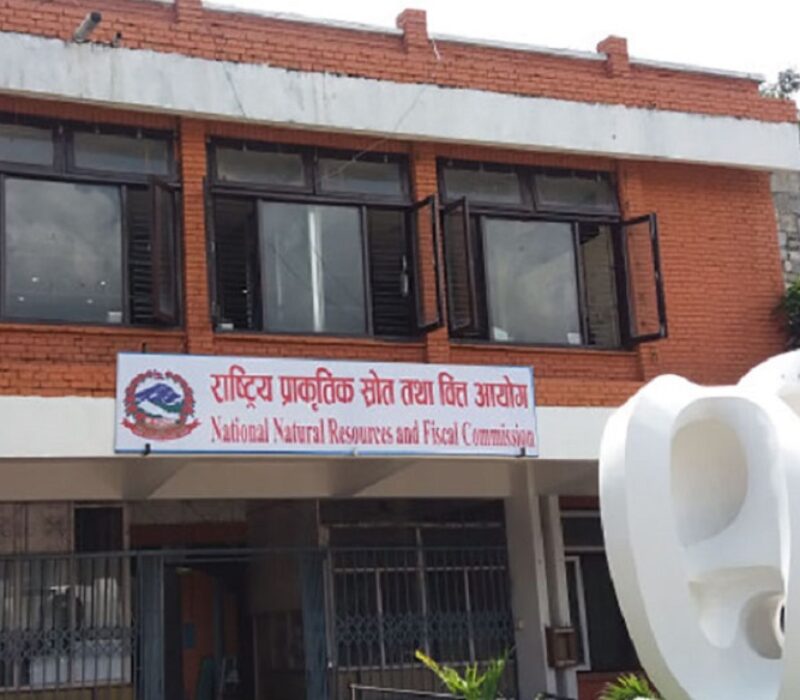 राष्ट्रिय प्राकृतिक स्रोत तथा वित्त आयोग
National Natural Resources and Fiscal Commission